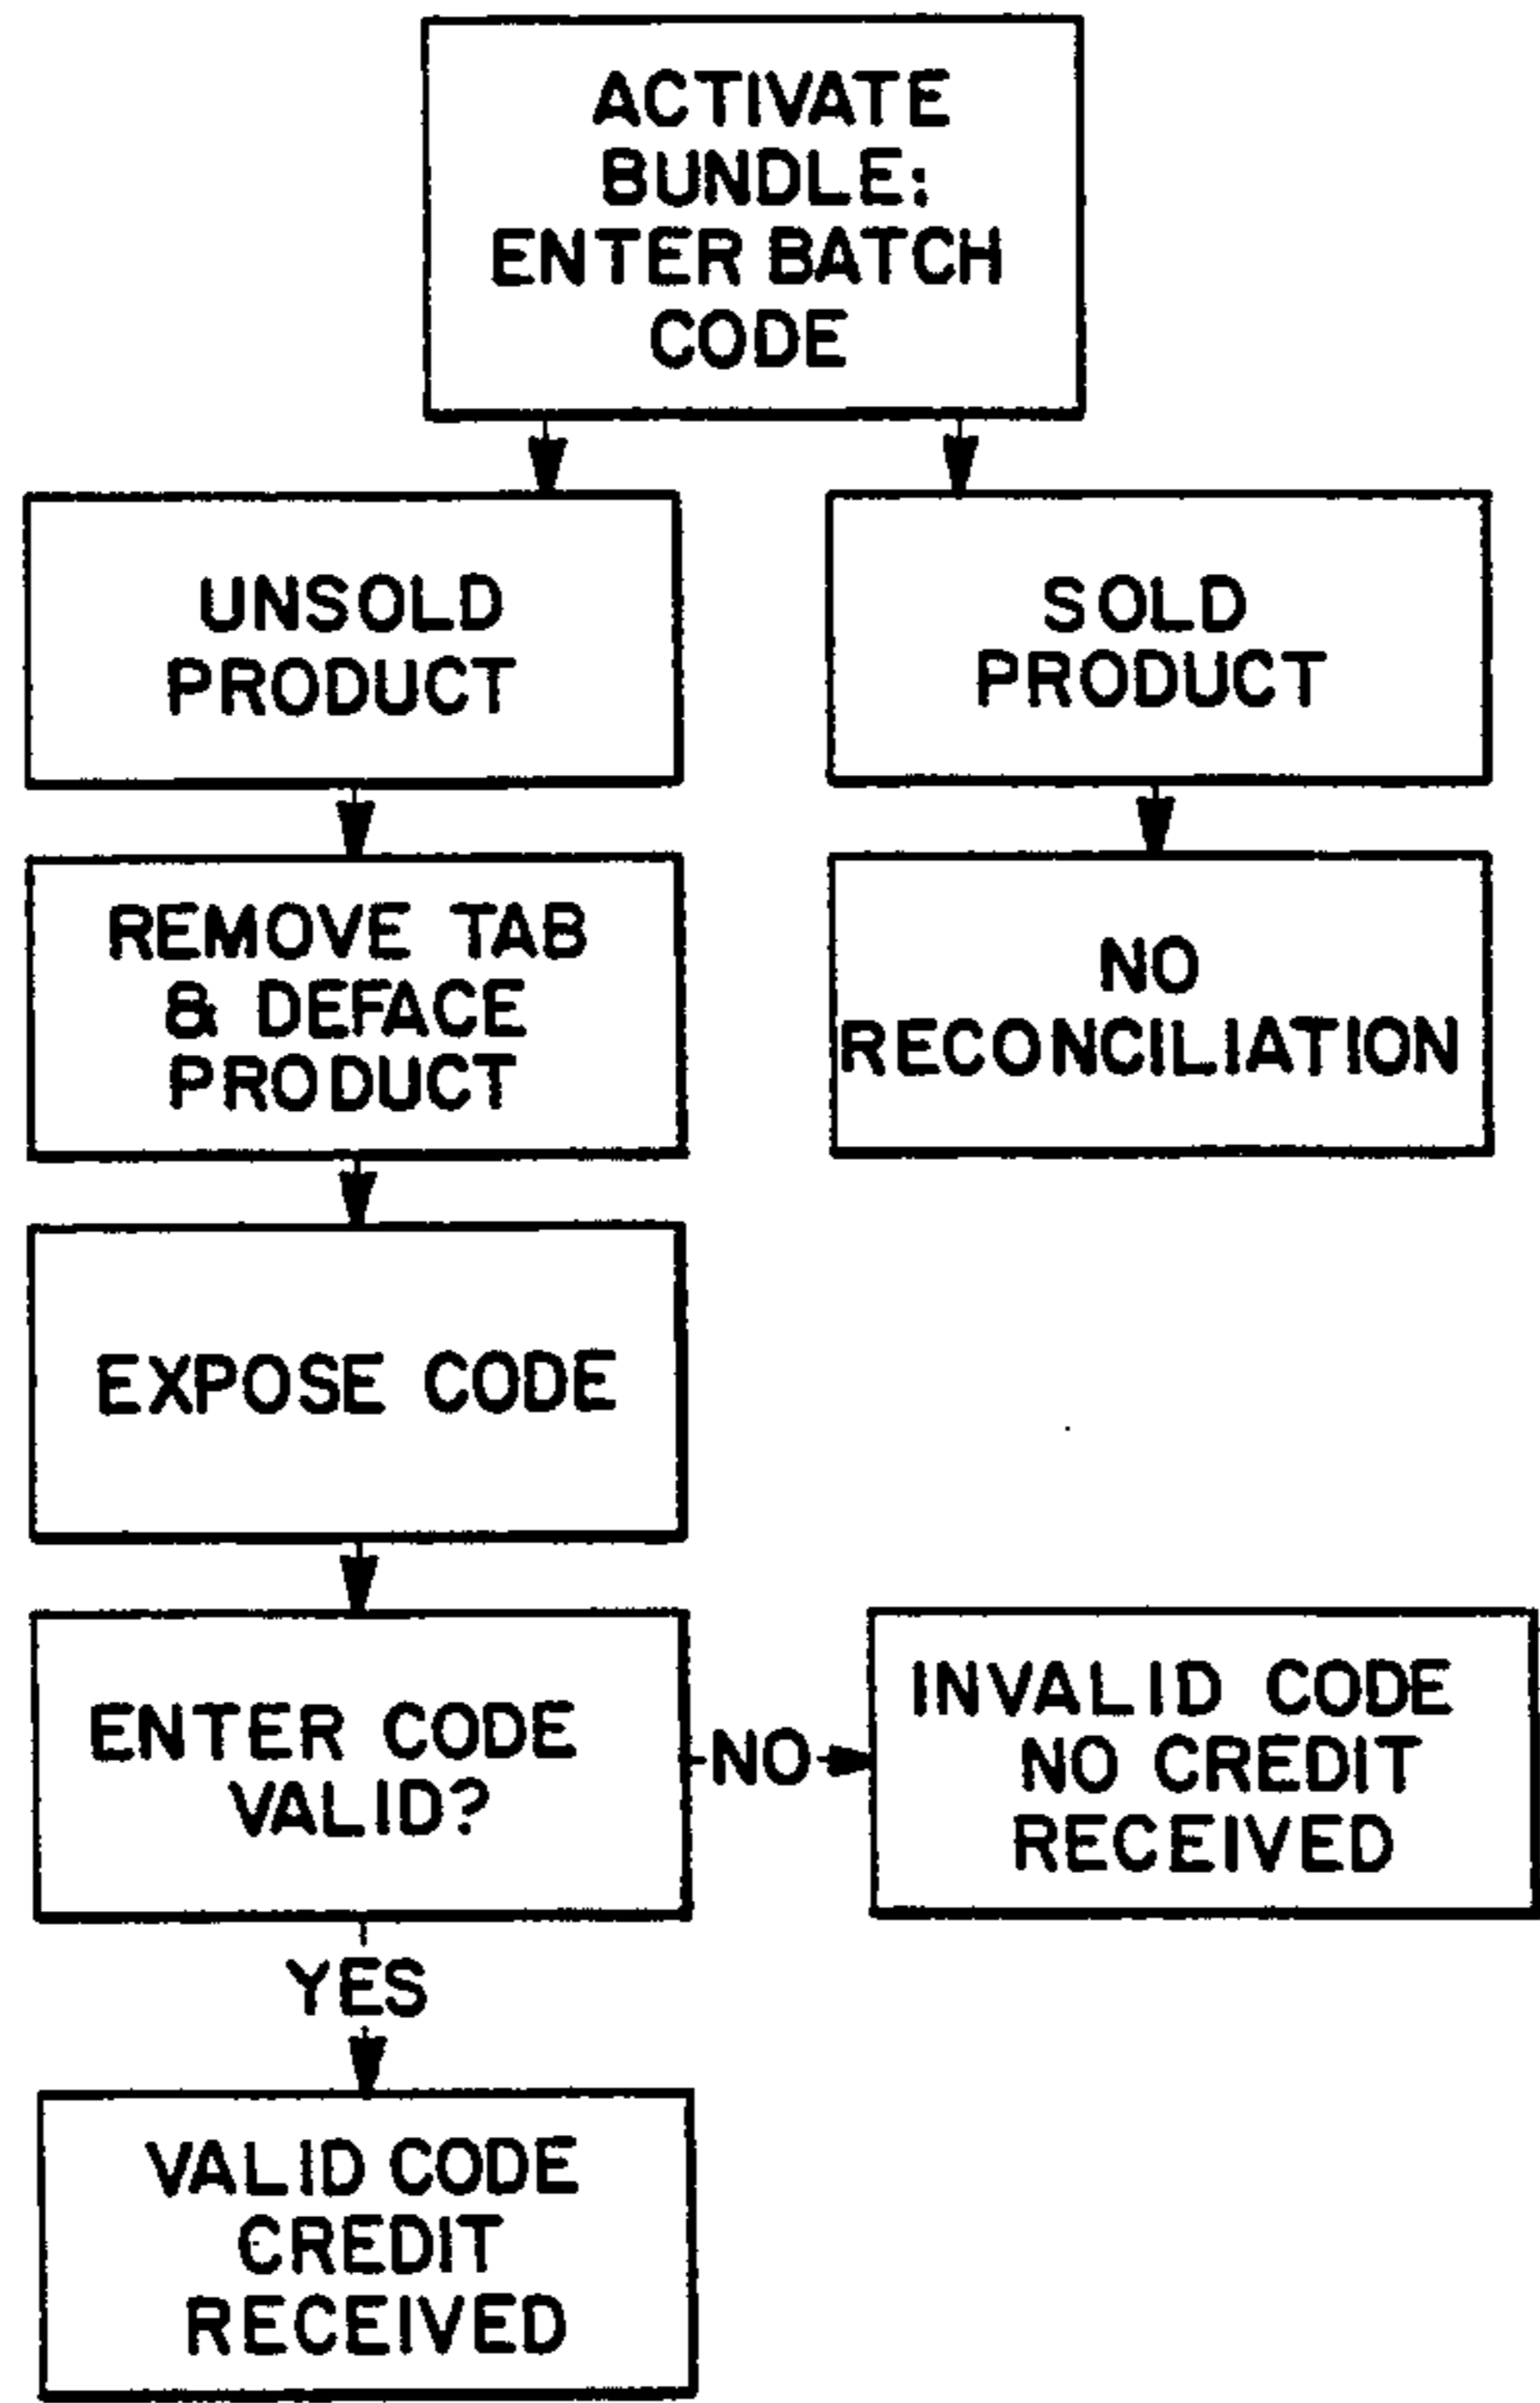 ACTIVATE
BUNDLE:
ENTER BATCH
CODE
UNSOLD
PRODUCT
SOLD
PRODUCT
REMOVE TAB
& DEFACE
PRODUCT
NO
RECONCILIATION
EXPOSE CODE
ENTER CODE
VALID?
NO
INVALID CODE
NO CREDIT
RECEIVED
YES
VALID CODE
CREDIT
RECEIVED